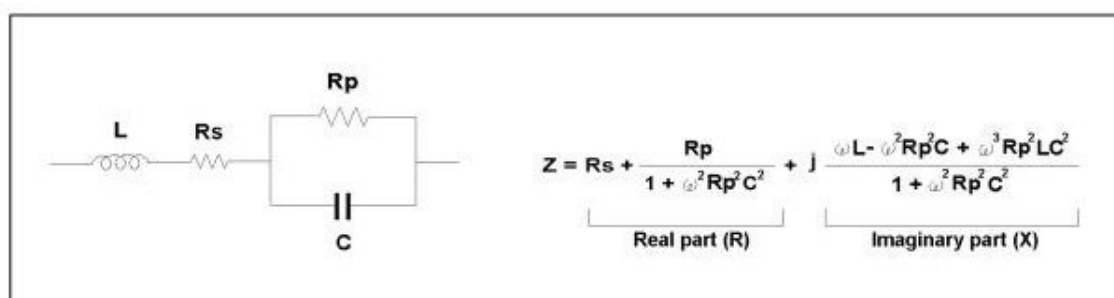 L
Rs
Rp
C
Z = Rs + Rp / 1 + ω²Rp²C² + j ωL- ω²Rp²C + ω³Rp²LC² / 1 + ω²Rp²C²
Real part (R)
Imaginary part (X)